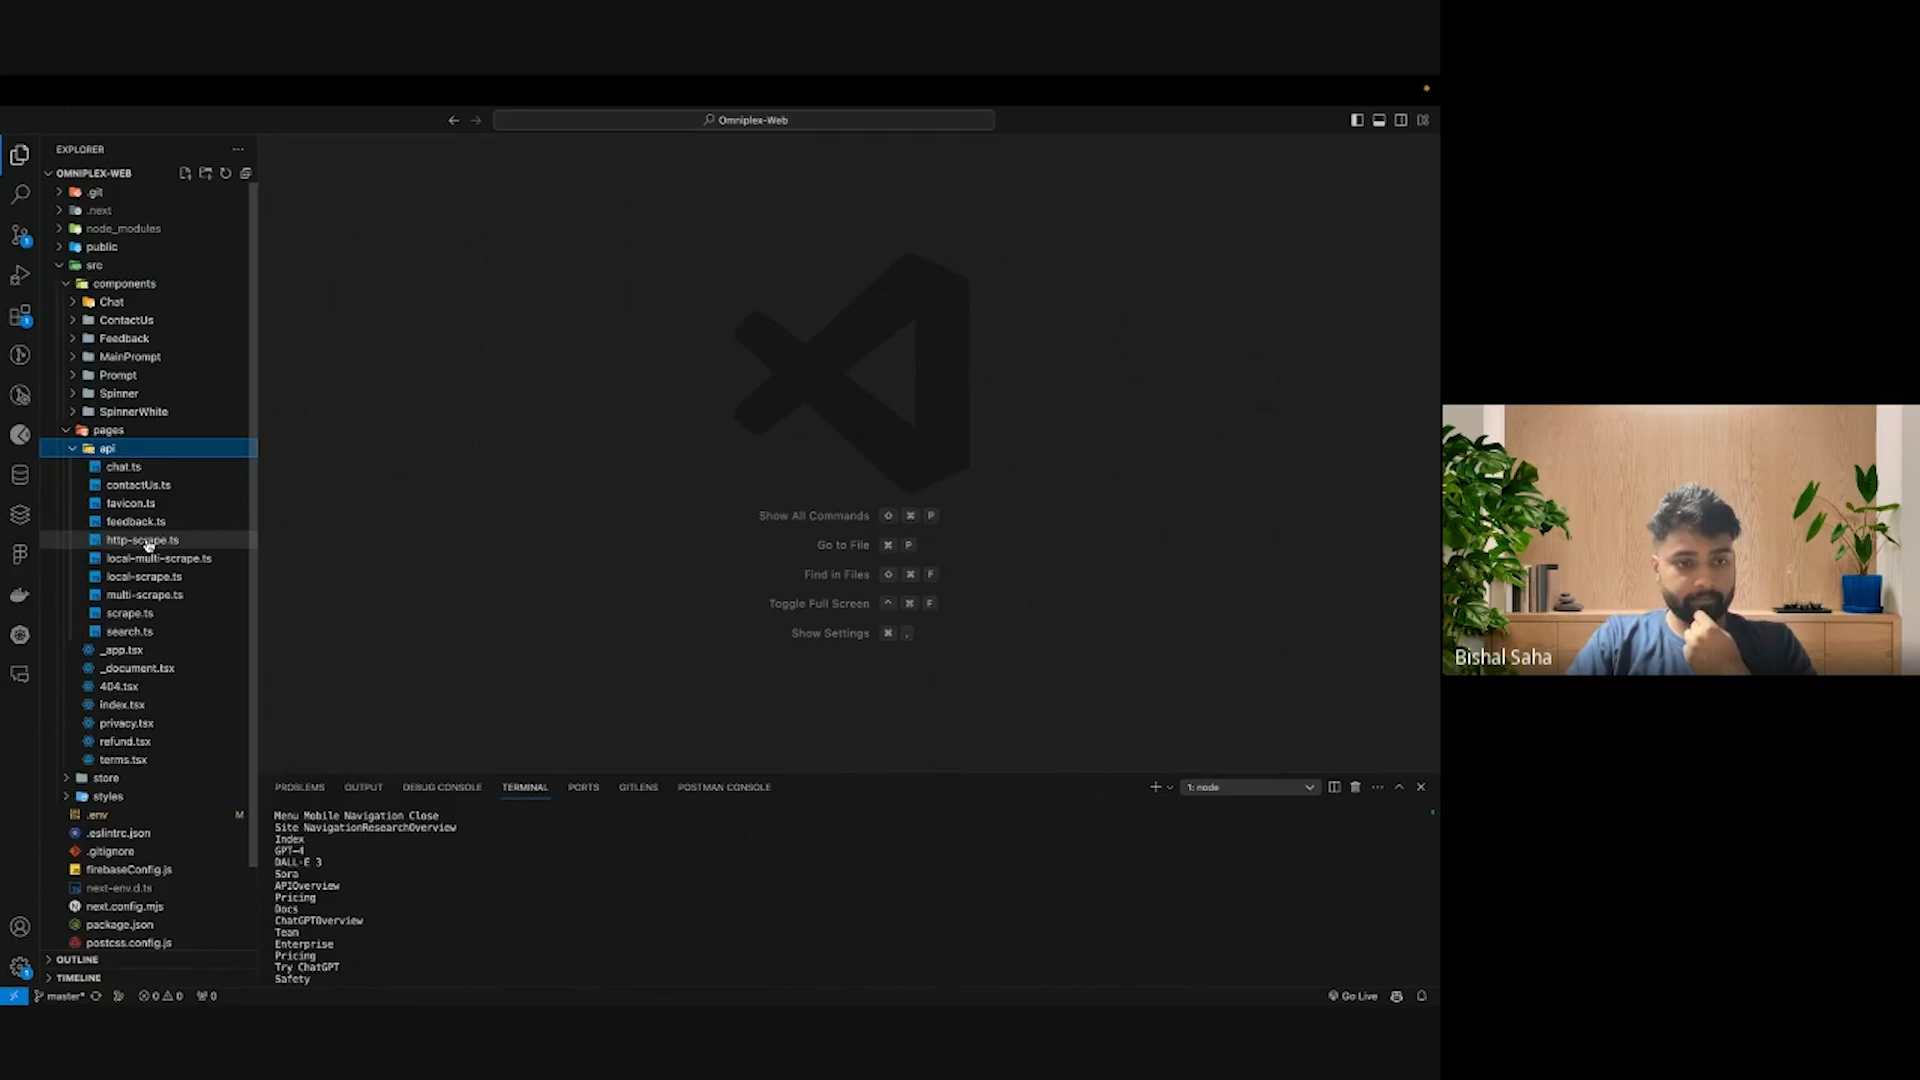 Omniplex-Web
EXPLORER
OMNIPLEX-WEB
.git
.next
node_modules
public
src
components
Chat
ContactUs
Feedback
MainPrompt
Prompt
Spinner
SpinnerWhite
pages
api
chat.ts
contactUs.ts
favicon.ts
feedback.ts
http-scrape.ts
local-multi-scrape.ts
local-scrape.ts
multi-scrape.ts
scrape.ts
search.ts
_app.tsx
_document.tsx
404.tsx
index.tsx
privacy.tsx
refund.tsx
terms.tsx
store
styles
.env M
.eslintrc.json
.gitignore
firebaseConfig.js
next-env.d.ts
next.config.mjs
package.json
postcss.config.js
OUTLINE
TIMELINE
Show All Commands ⇧ ⌘ P
Go to File ⌘ P
Find in Files ⇧ ⌘ F
Toggle Full Screen ^ ⌘ F
Show Settings ⌘ ,
PROBLEMS OUTPUT DEBUG CONSOLE TERMINAL PORTS GITLENS POSTMAN CONSOLE
1: node
Menu Mobile Navigation Close
Site NavigationResearchOverview
Index
GPT-4
DALL·E 3
Sora
APIOverview
Pricing
Docs
ChatGPTOverview
Team
Enterprise
Pricing
Try ChatGPT
Safety
master* 0 0 0
Go Live
Bishal Saha